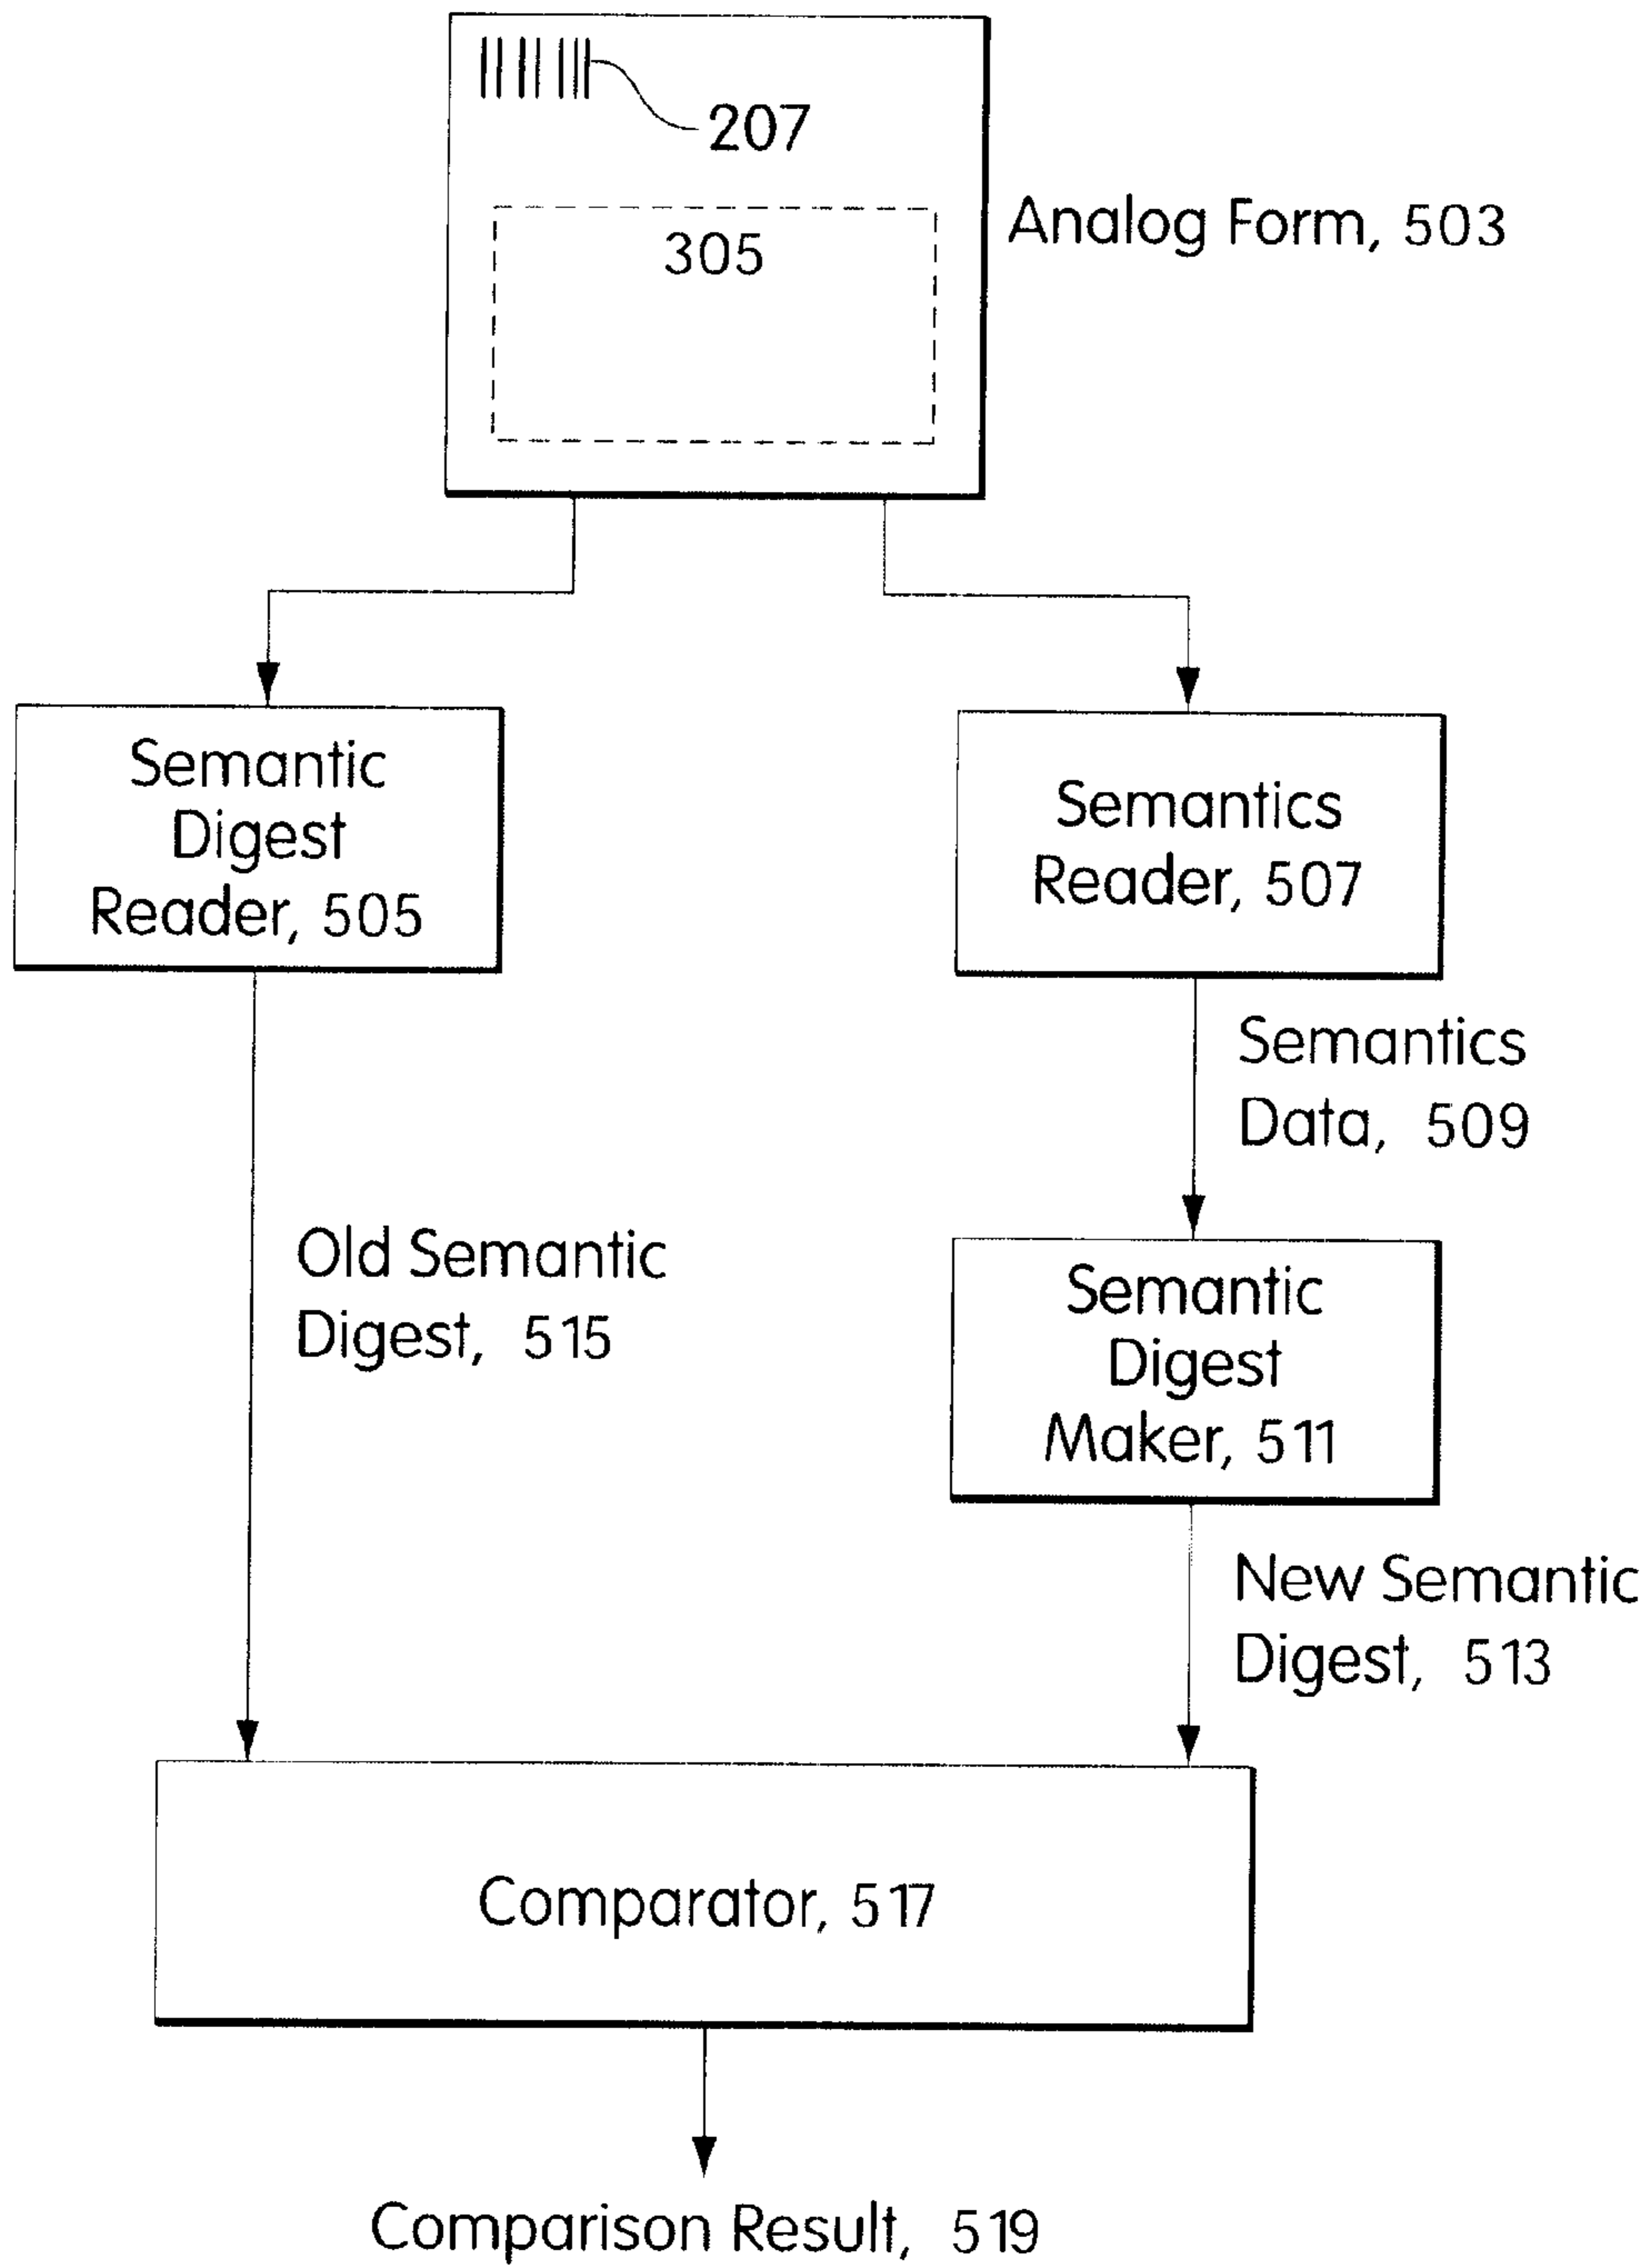 207
305
Analog Form, 503
Semantic
Digest
Reader, 505
Semantics
Reader, 507
Semantics
Data, 509
Old Semantic
Digest, 515
Semantic
Digest
Maker, 511
New Semantic
Digest, 513
Comparator, 517
Comparison Result, 519